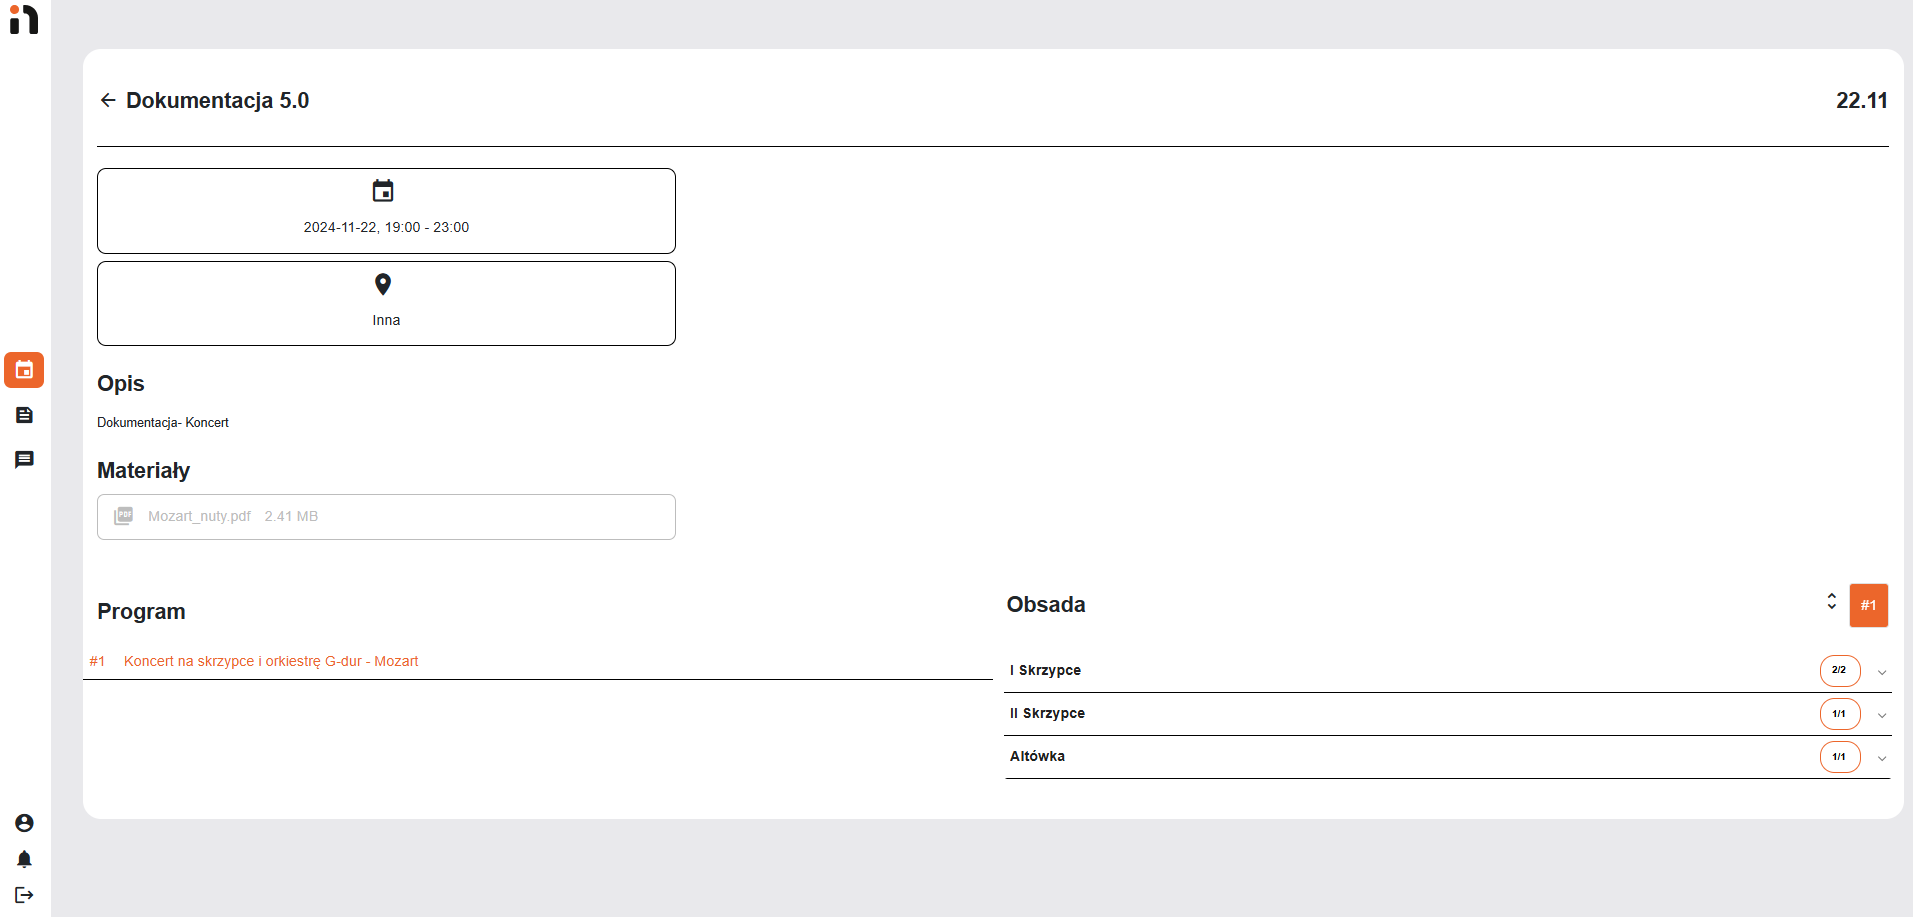 Dokumentacja 5.0
22.11
2024-11-22, 19:00 - 23:00
Inna
Opis
Dokumentacja- Koncert
Materiały
PDF Mozart_nuty.pdf 2.41 MB
Program
#1 Koncert na skrzypce i orkiestrę G-dur - Mozart
Obsada
#1
I Skrzypce 2/2
II Skrzypce 1/1
Altówka 1/1